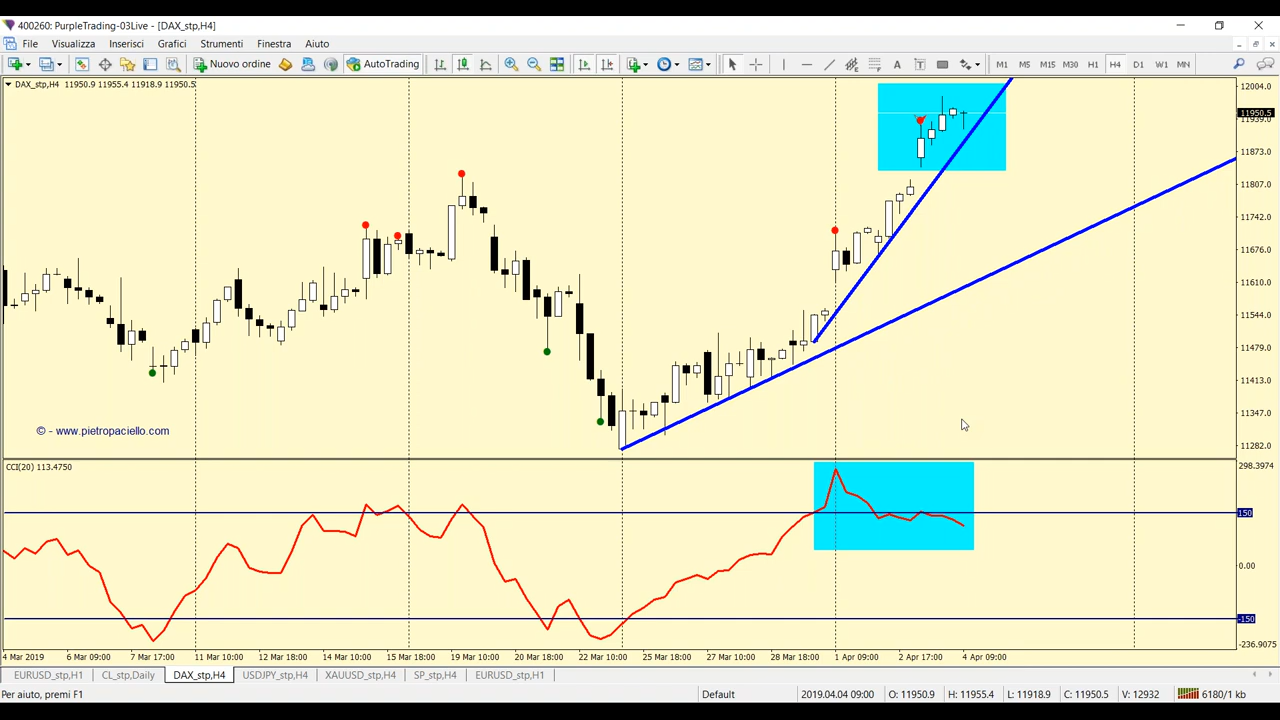 400260: PurpleTrading-03Live - [DAX_stp,H4]
File Visualizza Inserisci Grafici Strumenti Finestra Aiuto
Nuovo ordine AutoTrading A T M1 M5 M15 M30 H1 H4 D1 W1 MN
DAX_stp,H4 11950.9 11955.4 11918.9 11950.5
12004.0
11950.5
11939.0
11873.0
11807.0
11742.0
11676.0
11610.0
11544.0
11479.0
11413.0
11347.0
11282.0
© - www.pietropaciello.com
CCI(20) 113.4750
298.3974
150
0.00
-150
-236.9075
4 Mar 2019 6 Mar 09:00 7 Mar 17:00 11 Mar 10:00 12 Mar 18:00 14 Mar 10:00 15 Mar 18:00 19 Mar 10:00 20 Mar 18:00 22 Mar 10:00 25 Mar 18:00 27 Mar 10:00 28 Mar 18:00 1 Apr 09:00 2 Apr 17:00 4 Apr 09:00
EURUSD_stp,H1 CL_stp,Daily DAX_stp,H4 USDJPY_stp,H4 XAUUSD_stp,H4 SP_stp,H4 EURUSD_stp,H1
Per aiuto, premi F1 Default 2019.04.04 09:00 O: 11950.9 H: 11955.4 L: 11918.9 C: 11950.5 V: 12932 6180/1 kb